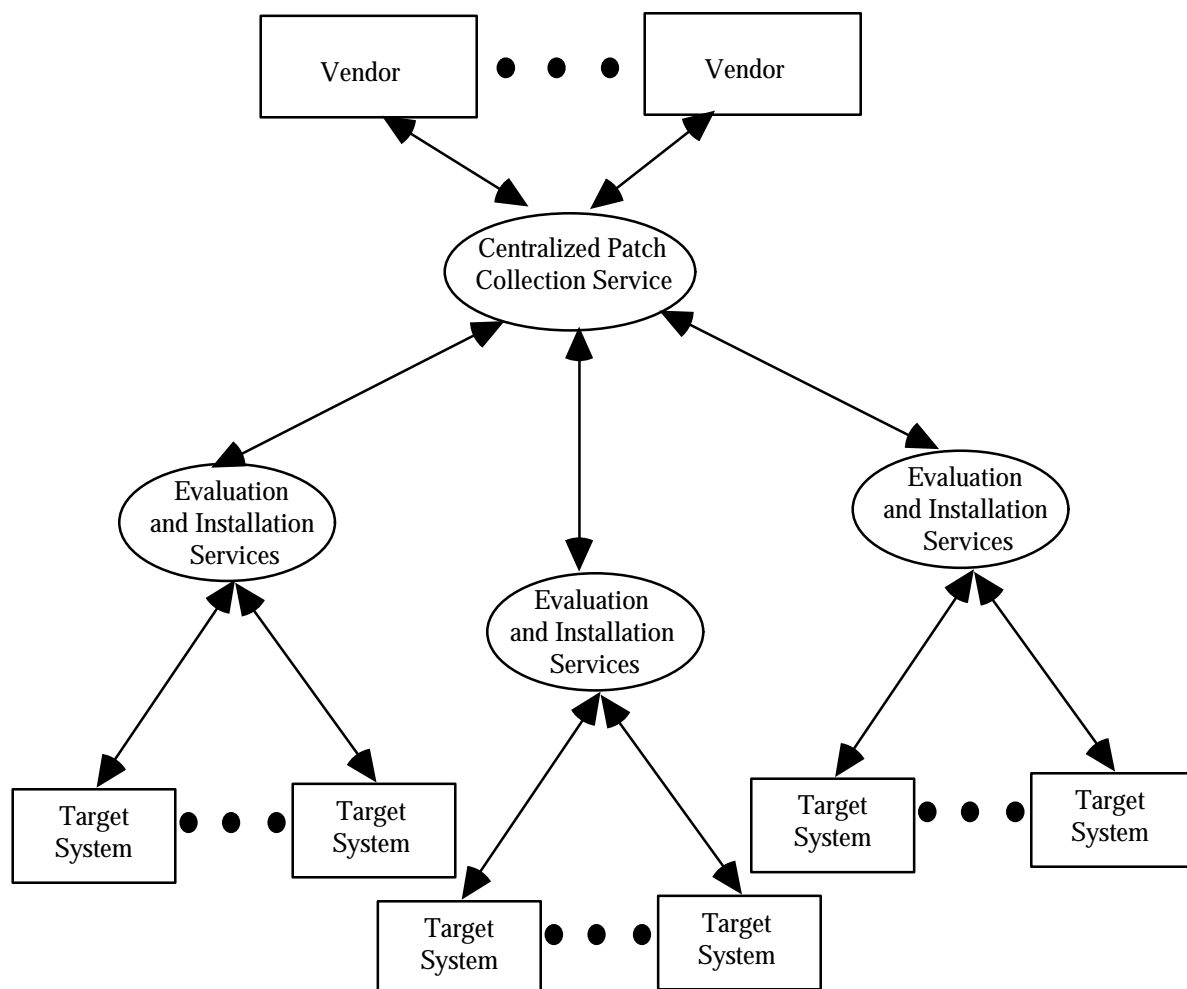 Vendor
Vendor
Centralized Patch
Collection Service
Evaluation
and Installation
Services
Evaluation
and Installation
Services
Evaluation
and Installation
Services
Target
System
Target
System
Target
System
Target
System
Target
System
Target
System